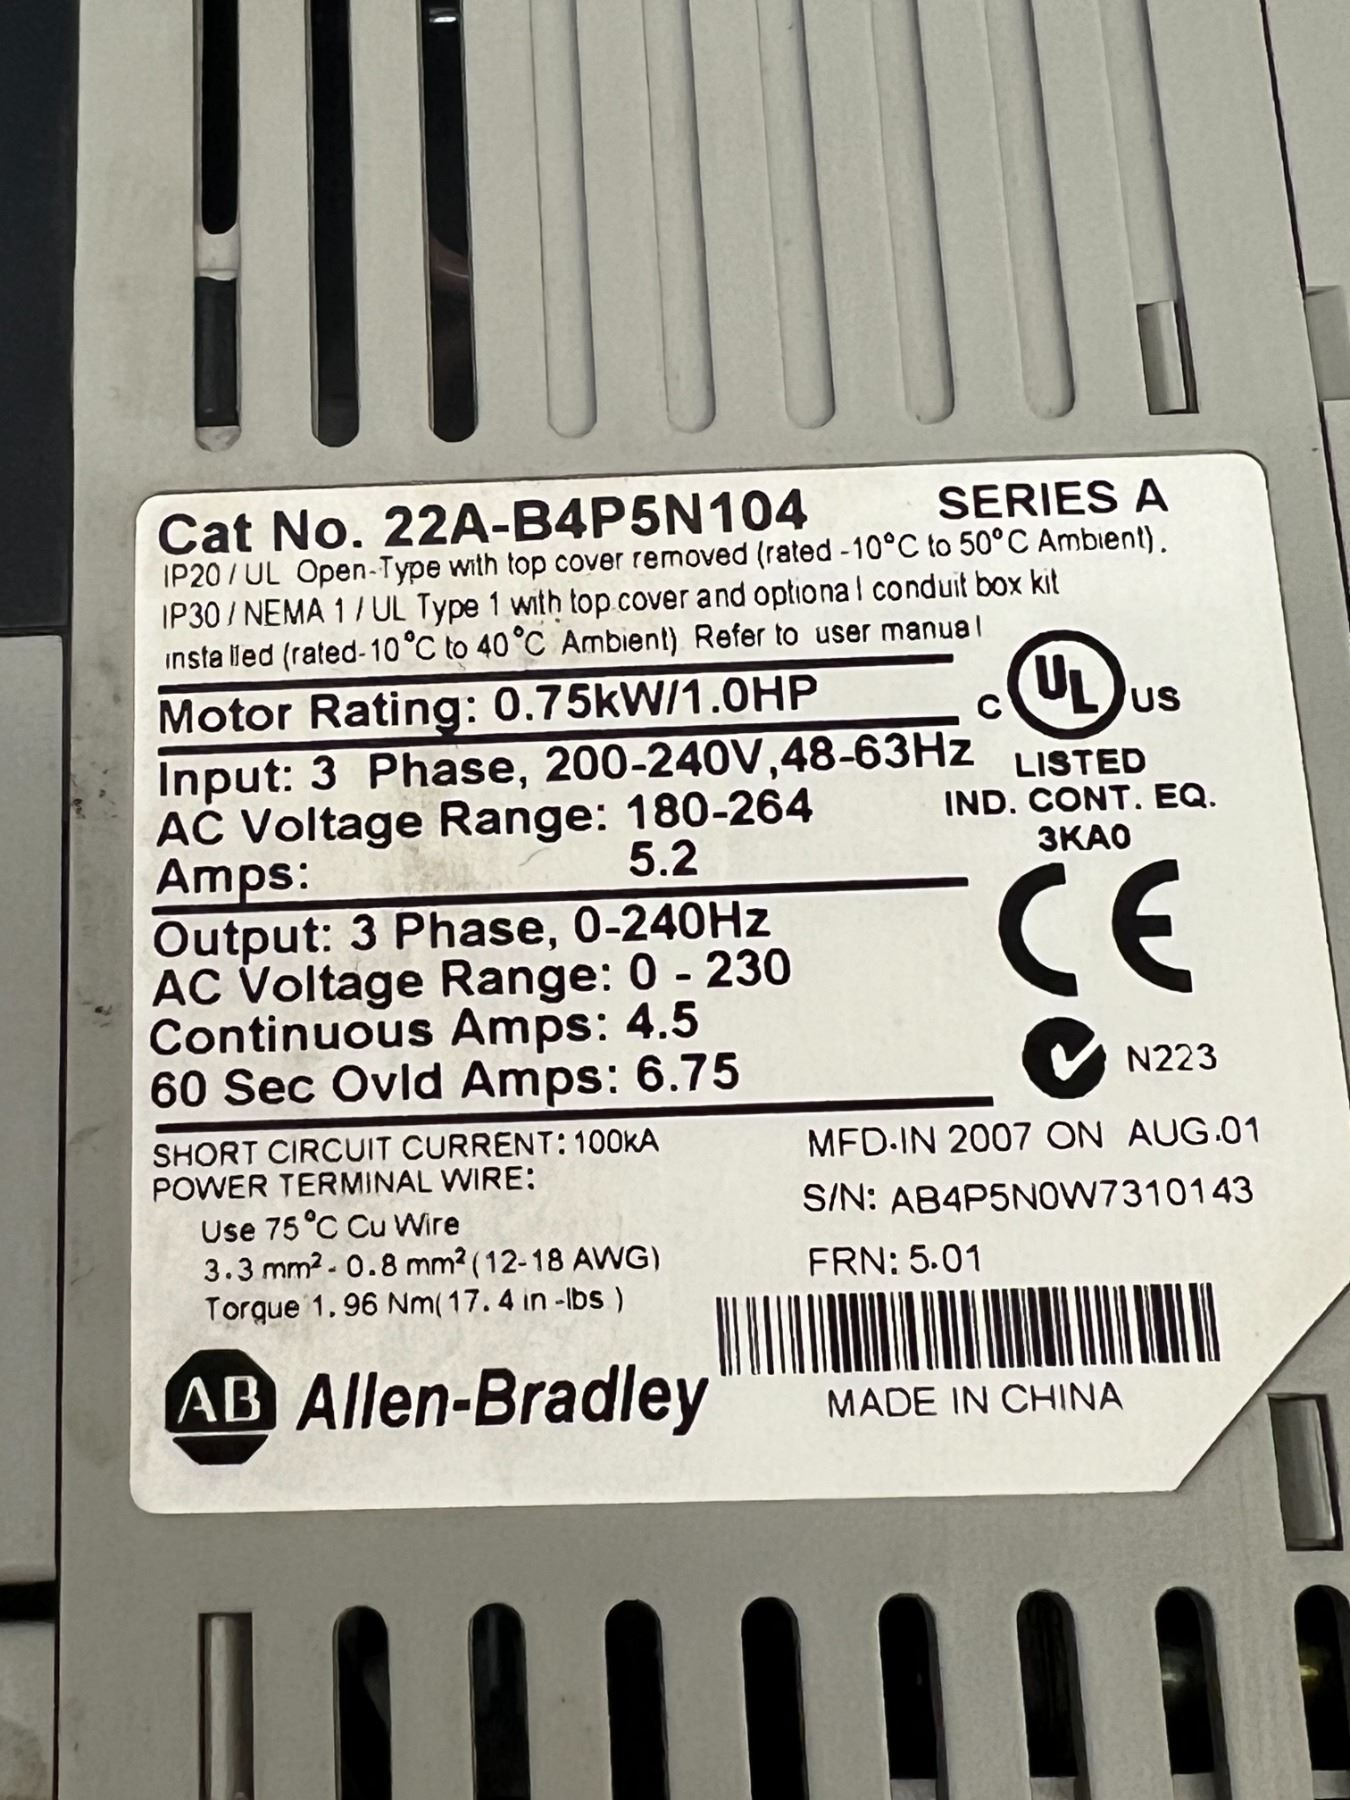 Cat No. 22A-B4P5N104 SERIES A
IP20 / UL Open-Type with top cover removed (rated -10°C to 50°C Ambient).
IP30 / NEMA 1 / UL Type 1 with top cover and optional conduit box kit
installed (rated-10°C to 40°C Ambient) Refer to user manual
Motor Rating: 0.75kW/1.0HP
C UL US
Input: 3 Phase, 200-240V,48-63Hz
LISTED
AC Voltage Range: 180-264
IND. CONT. EQ.
Amps: 5.2
3KA0
CE
Output: 3 Phase, 0-240Hz
AC Voltage Range: 0 - 230
Continuous Amps: 4.5
N223
60 Sec Ovld Amps: 6.75
SHORT CIRCUIT CURRENT: 100kA
MFD.IN 2007 ON AUG.01
POWER TERMINAL WIRE:
S/N: AB4P5N0W7310143
Use 75°C Cu Wire
3.3 mm² - 0.8 mm² (12-18 AWG)
FRN: 5.01
Torque 1.96 Nm(17.4 in-lbs )
AB Allen-Bradley
MADE IN CHINA